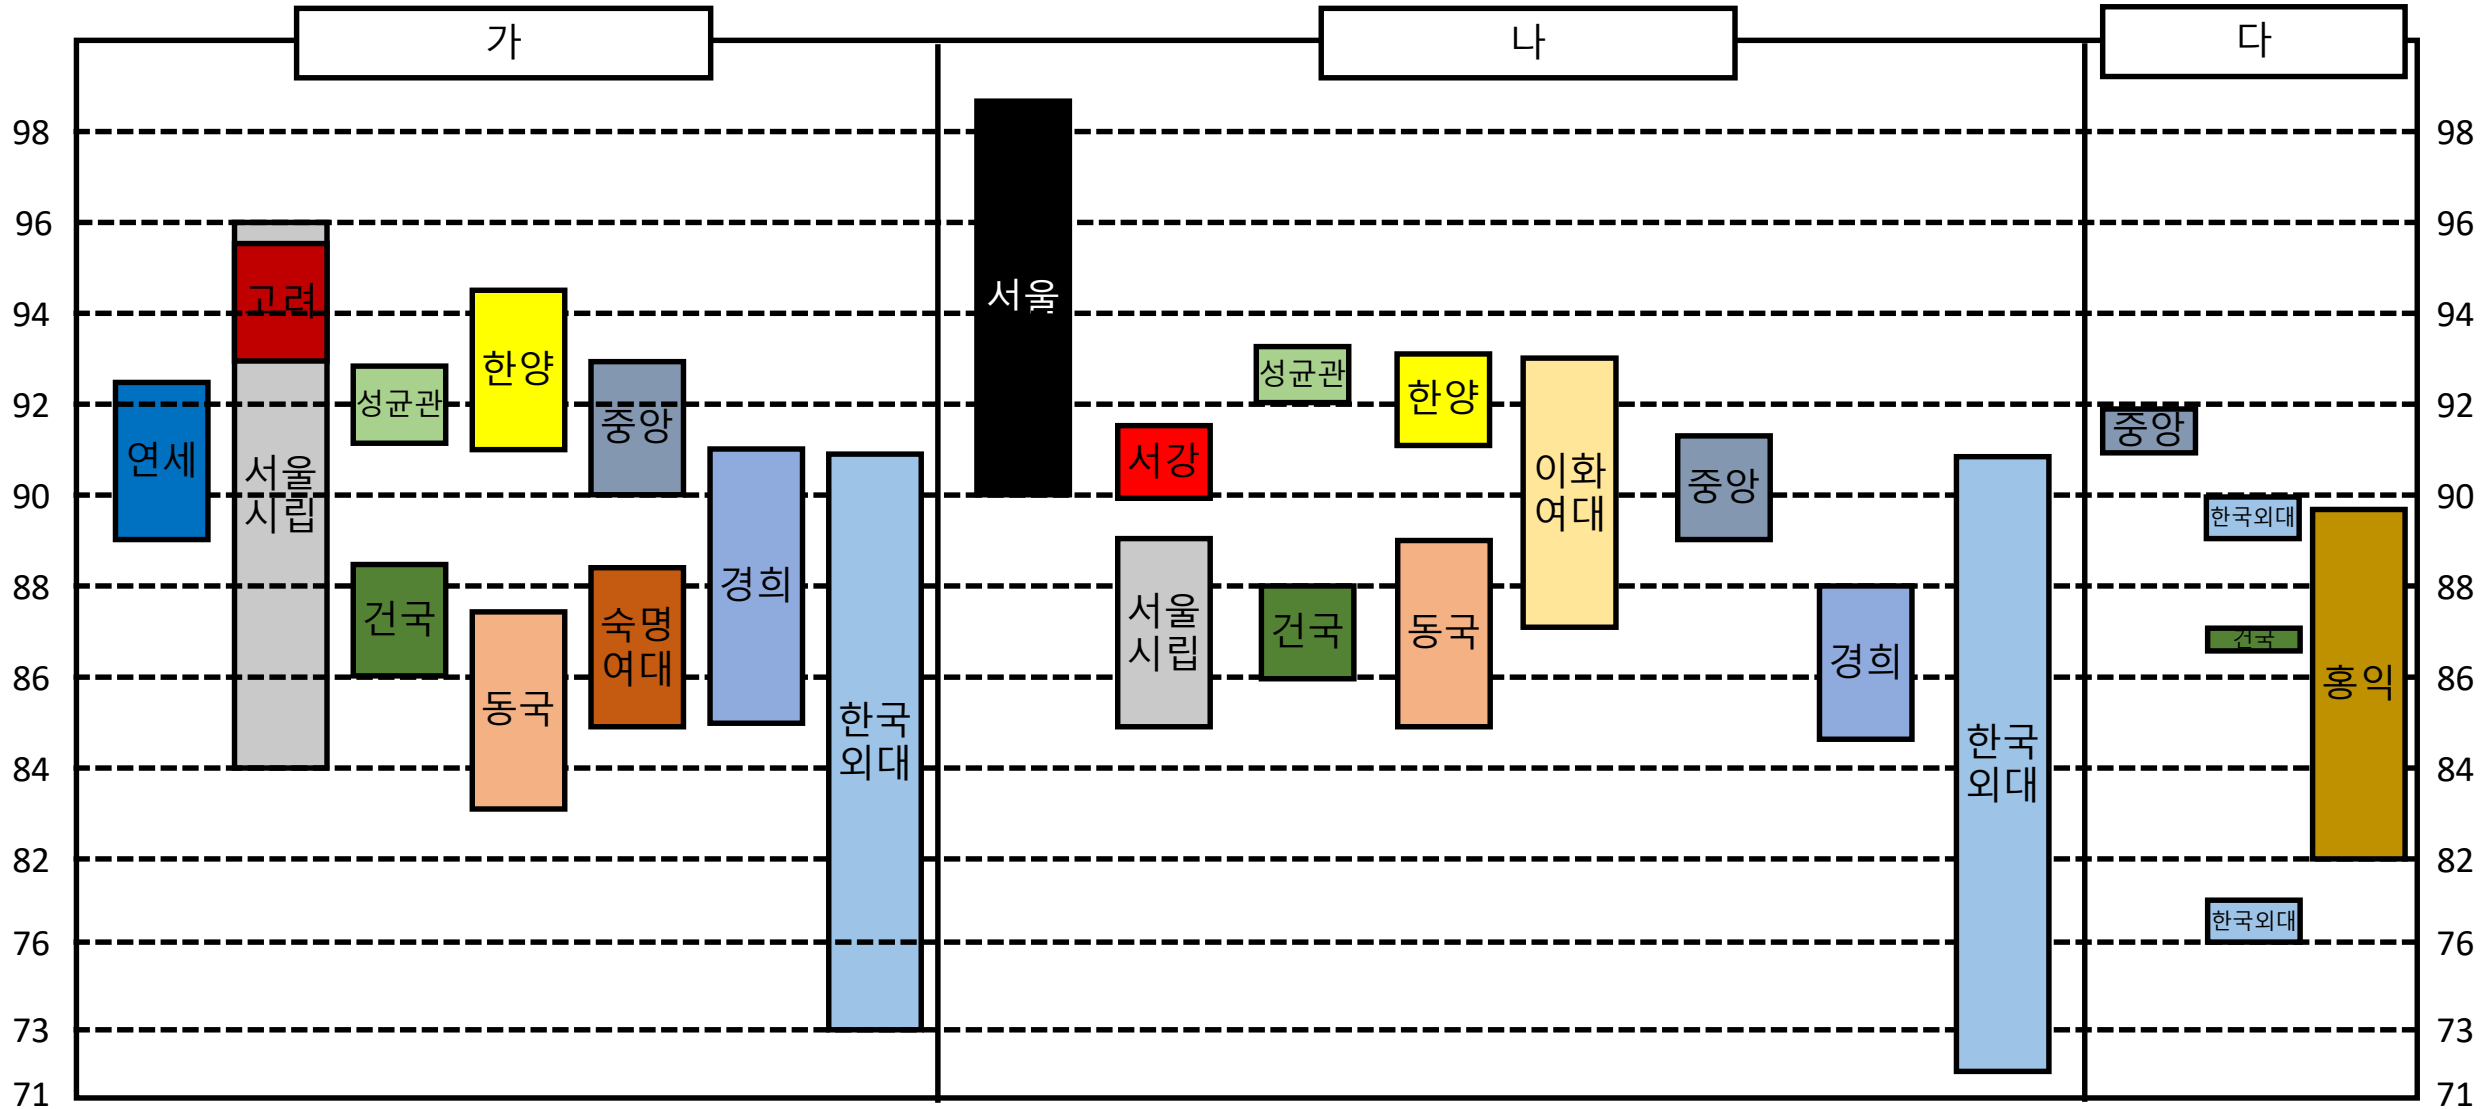 가
나
다
98
98
96
96
고려
서울
94
94
한양
성균관
한양
성균관
92
92
중앙
중앙
연세
서울
시립
서강
이화
여대
중앙
90
90
한국외대
경희
88
88
건국
숙명
여대
서울
시립
건국
동국
건국
경희
86
86
홍익
동국
한국
외대
한국
외대
84
84
82
82
한국외대
76
76
73
73
71
71